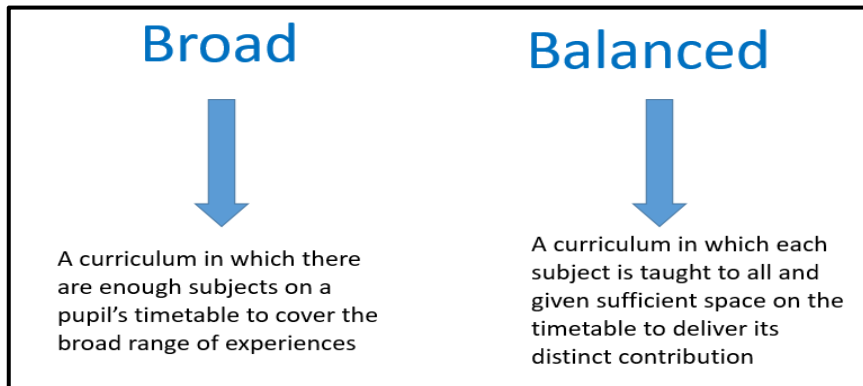 Broad
A curriculum in which there
are enough subjects on a
pupil's timetable to cover the
broad range of experiences
Balanced
A curriculum in which each
subject is taught to all and
given sufficient space on the
timetable to deliver its
distinct contribution